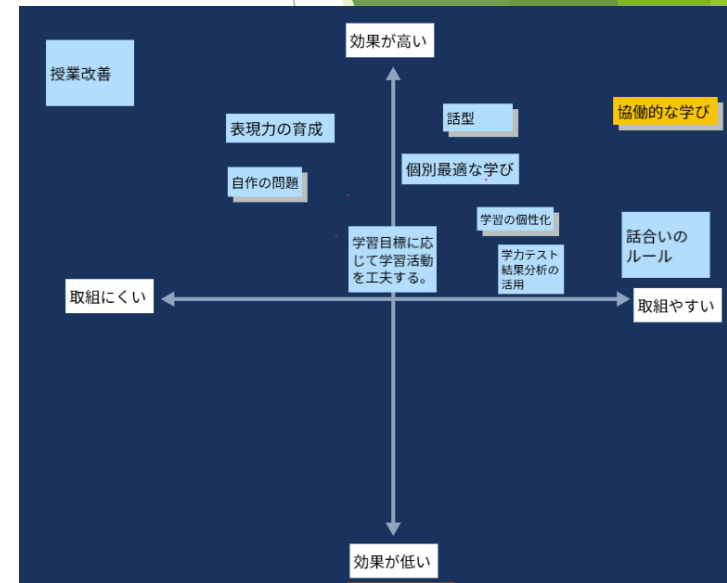 効果が高い
授業改善
協働的な学び
話型
表現力の育成
個別最適な学び
自作の問題
学習の個性化
話合いの
ルール
学習目標に応
じて学習活動
を工夫する。
学力テスト
結果分析の
活用
取組にくい
取組やすい
効果が低い